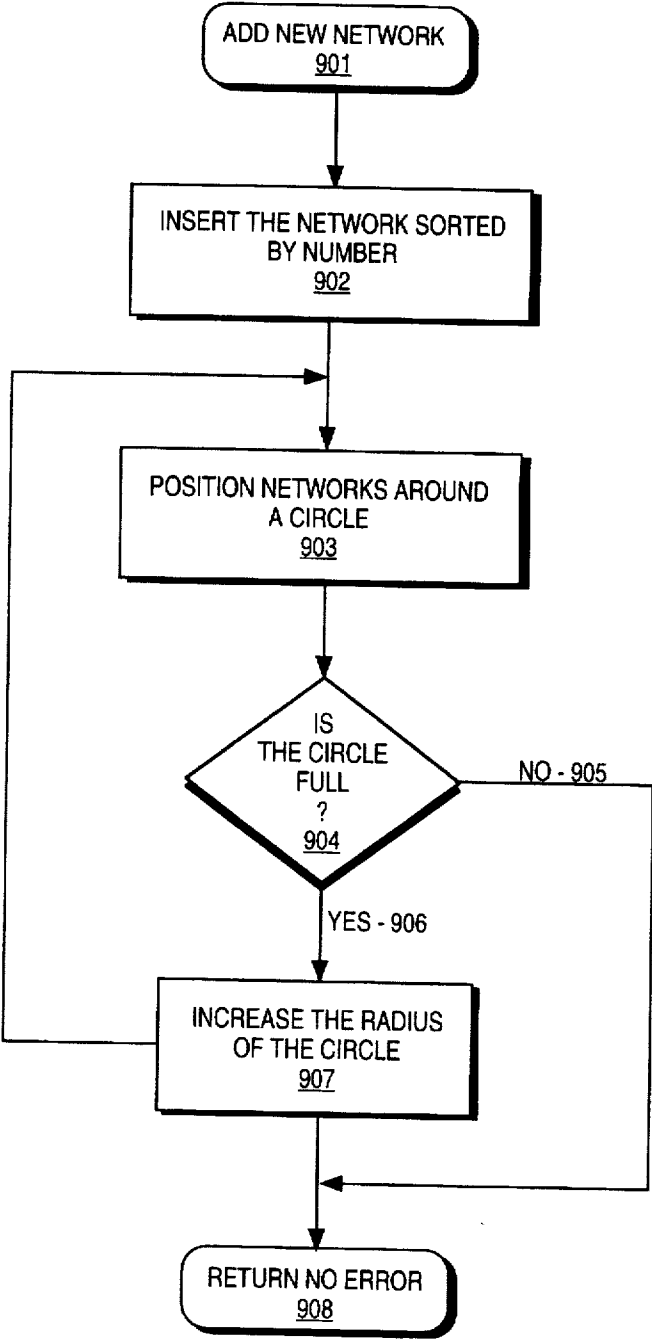 ADD NEW NETWORK
901
INSERT THE NETWORK SORTED
BY NUMBER
902
POSITION NETWORKS AROUND
A CIRCLE
903
IS
THE CIRCLE
FULL
?
904
NO - 905
YES - 906
INCREASE THE RADIUS
OF THE CIRCLE
907
RETURN NO ERROR
908